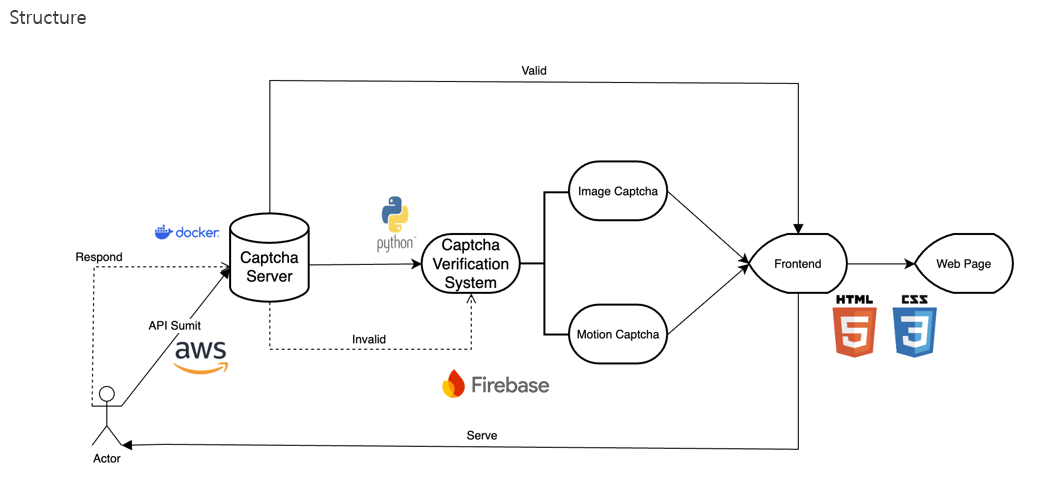 Structure
Valid
Image Captcha
docker
python
Captcha
Server
Captcha
Verification
System
Respond
Frontend
Web Page
HTML
5
CSS
3
API Sumit
aws
Invalid
Motion Captcha
Firebase
Serve
Actor